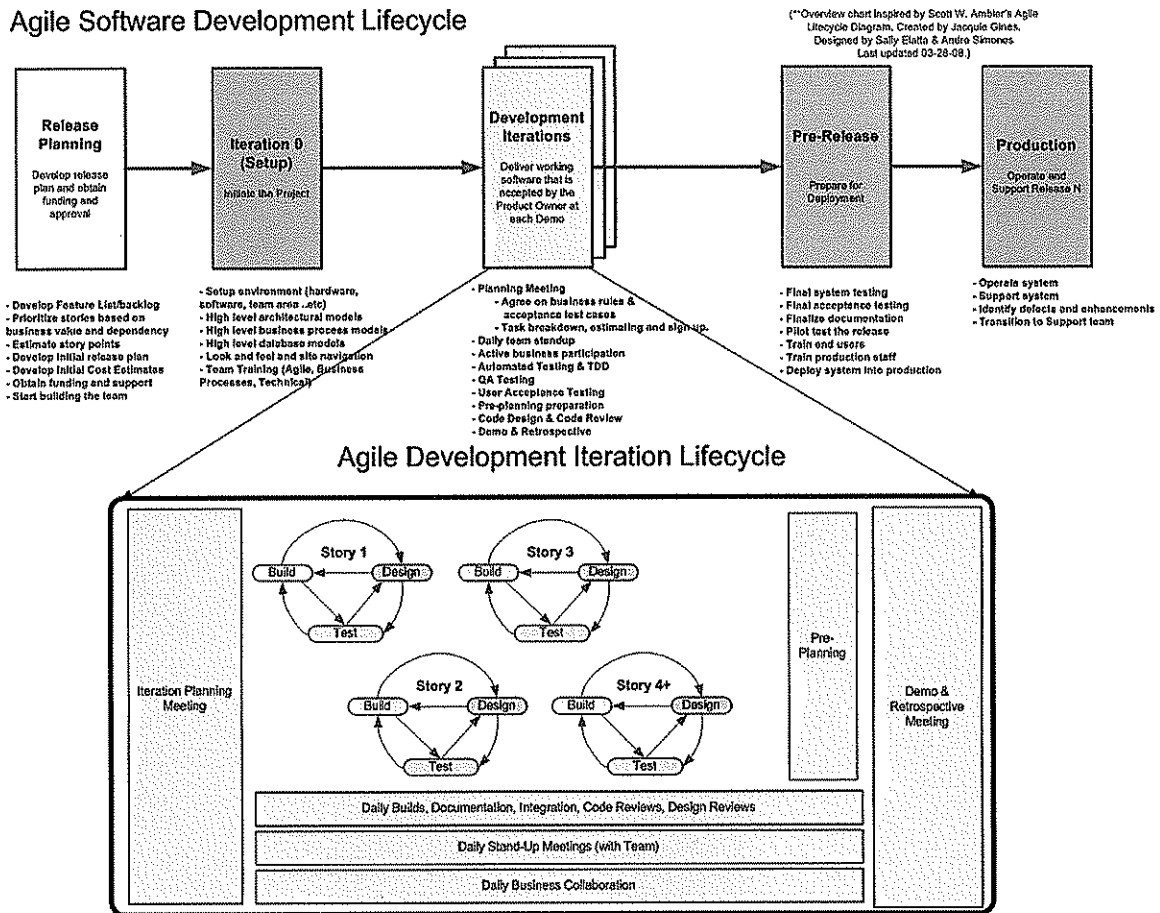 Agile Software Development Lifecycle
(**Overview chart inspired by Scott W. Ambler's Agile
Lifecycle Diagram. Created by Jacquie Gines.
Designed by Sally Elatta & Andre Simones
Last updated 03-28-08.)
Release
Planning
Develop release
plan and obtain
funding and
approval
Iteration 0
(Setup)
Initiate the Project
Development
Iterations
Deliver working
software that is
accepted by the
Product Owner at
each Demo
Pre-Release
Prepare for
Deployment
Production
Operate and
Support Release N
- Develop Feature List/backlog
- Prioritize stories based on
business value and dependency
- Estimate story points
- Develop initial release plan
- Develop Initial Cost Estimates
- Obtain funding and support
- Start building the team
- Setup environment (hardware,
software, team area ..etc)
- High level architectural models
- High level business process models
- High level database models
- Look and feel and site navigation
- Team Training (Agile, Business
Processes, Technical)
- Planning Meeting
- Agree on business rules &
acceptance test cases
- Task breakdown, estimating and sign up.
- Daily team standup
- Active business participation
- Automated Testing & TDD
- QA Testing
- User Acceptance Testing
- Pre-planning preparation
- Code Design & Code Review
- Demo & Retrospective
- Final system testing
- Final acceptance testing
- Finalize documentation
- Pilot test the release
- Train end users
- Train production staff
- Deploy system into production
- Operate system
- Support system
- Identify defects and enhancements
- Transition to Support team
Agile Development Iteration Lifecycle
Iteration Planning
Meeting
Story 1
Build
Design
Test
Story 3
Build
Design
Test
Story 2
Build
Design
Test
Story 4+
Build
Design
Test
Pre-
Planning
Demo &
Retrospective
Meeting
Daily Builds, Documentation, Integration, Code Reviews, Design Reviews
Daily Stand-Up Meetings (with Team)
Daily Business Collaboration